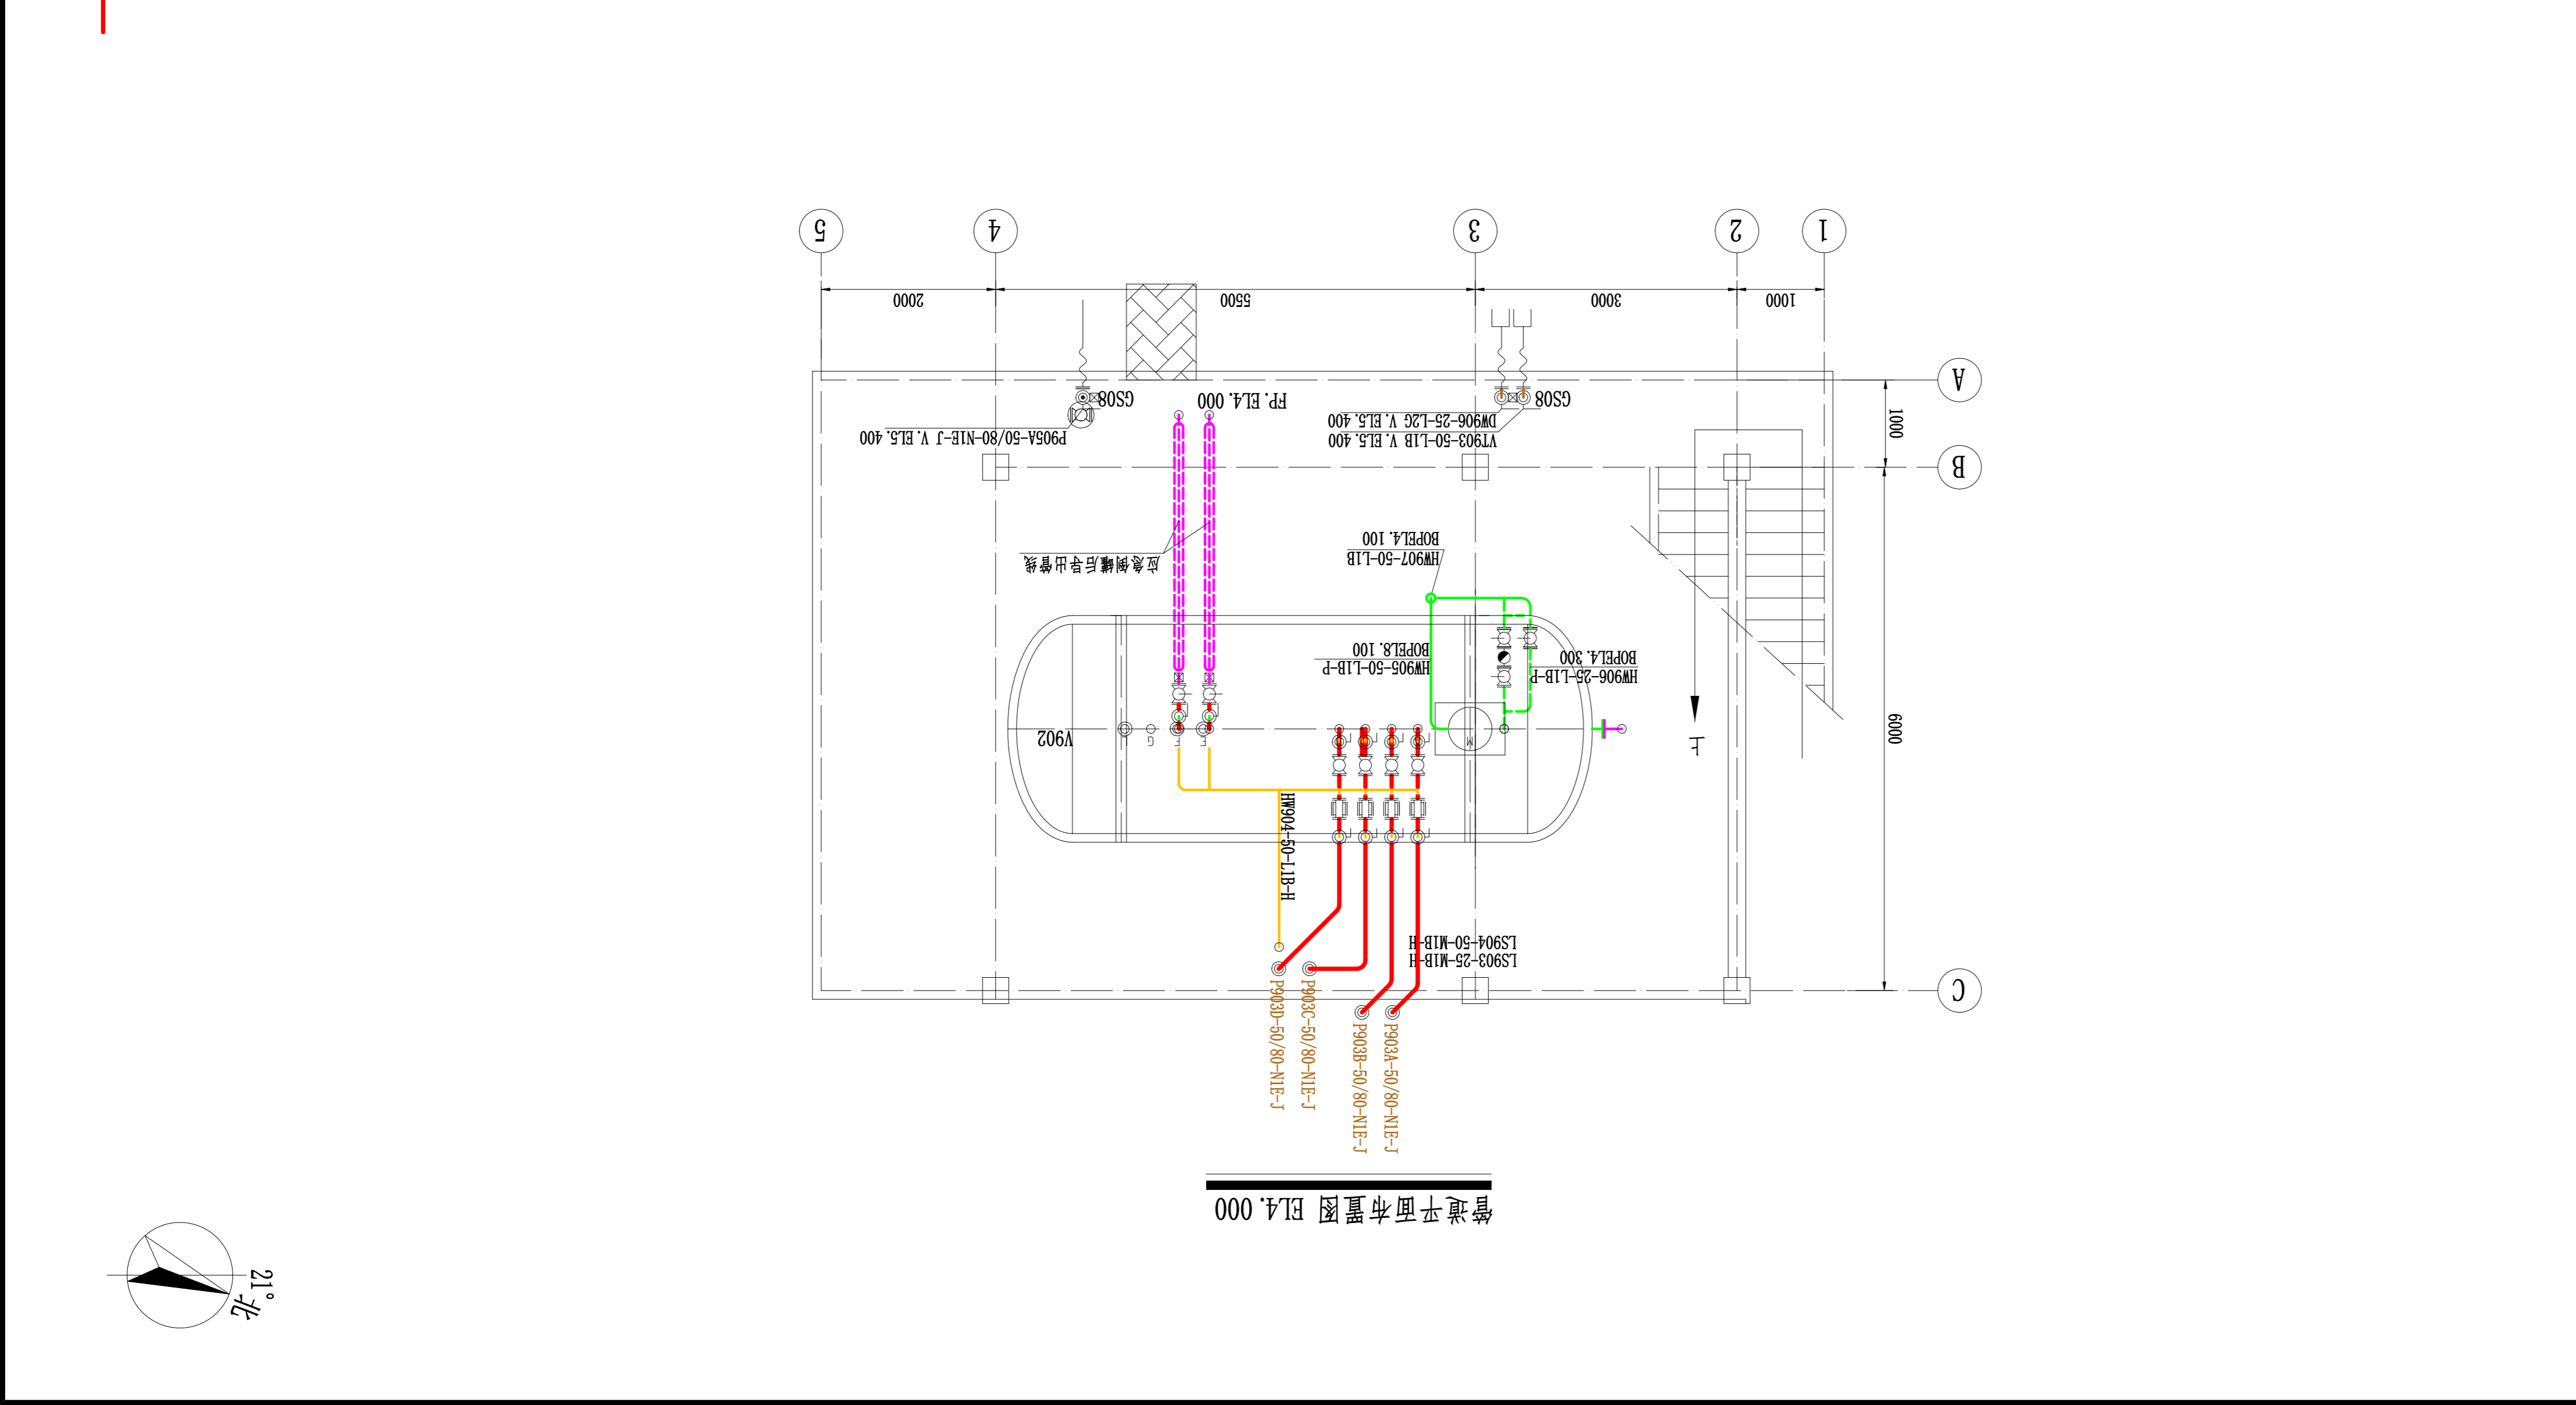 管道平面布置图 EL4.000
P903A-50/80-N1E-J
P903B-50/80-N1E-J
P903C-50/80-N1E-J
P903D-50/80-N1E-J
C
LS903-25-M1B-H
LS904-50-M1B-H
HW904-50-L1B-H
上
V902
M
G
F
E
6000
HW906-25-L1B-P
BOPEL4.300
HW905-50-L1B-P
BOPEL8.100
HW907-50-L1B
BOPEL4.100
应急倒罐后导出管线
B
1000
VT903-50-L1B V.EL5.400
DW906-25-L2G V.EL5.400
P905A-50/80-N1E-J V.EL5.400
GS08
FP.EL4.000
GS08
A
1000
3000
5500
2000
1
2
3
4
5
21°
北